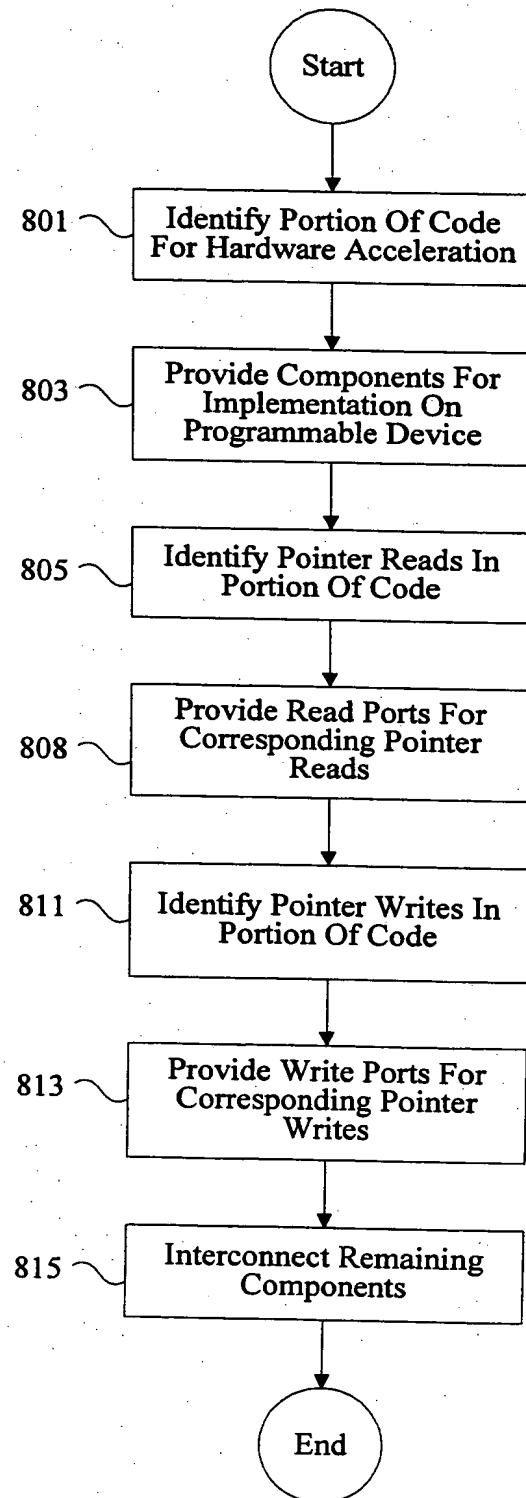 Start
801
Identify Portion Of Code
For Hardware Acceleration
803
Provide Components For
Implementation On
Programmable Device
805
Identify Pointer Reads In
Portion Of Code
808
Provide Read Ports For
Corresponding Pointer
Reads
811
Identify Pointer Writes In
Portion Of Code
813
Provide Write Ports For
Corresponding Pointer
Writes
815
Interconnect Remaining
Components
End